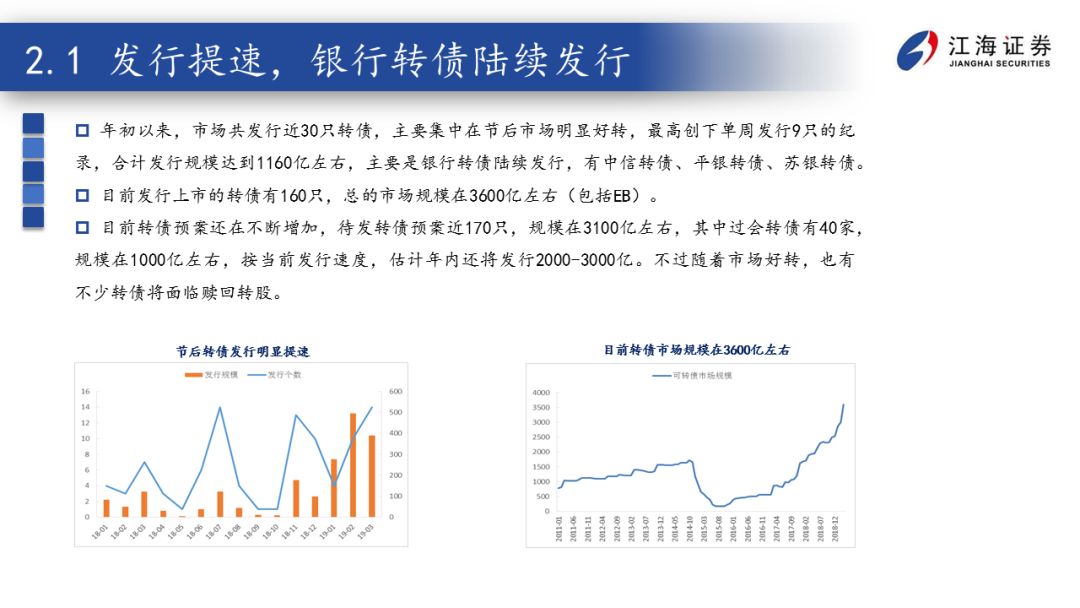 2.1 发行提速，银行转债陆续发行
江海证券
JIANGHAI SECURITIES
年初以来，市场共发行近30只转债，主要集中在节后市场明显好转，最高创下单周发行9只的纪
录，合计发行规模达到1160亿左右，主要是银行转债陆续发行，有中信转债、平银转债、苏银转债。
目前发行上市的转债有160只，总的市场规模在3600亿左右（包括EB）。
目前转债预案还在不断增加，待发转债预案近170只，规模在3100亿左右，其中过会转债有40家，
规模在1000亿左右，按当前发行速度，估计年内还将发行2000-3000亿。不过随着市场好转，也有
不少转债将面临赎回转股。
节后转债发行明显提速
发行规模 发行个数
16 600
14 500
12
10 400
8 300
6
4 200
2 100
0 0
18-01 18-02 18-03 18-04 18-05 18-06 18-07 18-08 18-09 18-10 18-11 18-12 19-01 19-02 19-03
目前转债市场规模在3600亿左右
可转债市场规模
4000
3500
3000
2500
2000
1500
1000
500
0
2011-01 2011-06 2011-11 2012-04 2012-09 2013-02 2013-07 2013-12 2014-05 2014-10 2015-03 2015-08 2016-01 2016-06 2016-11 2017-04 2017-09 2018-02 2018-07 2018-12